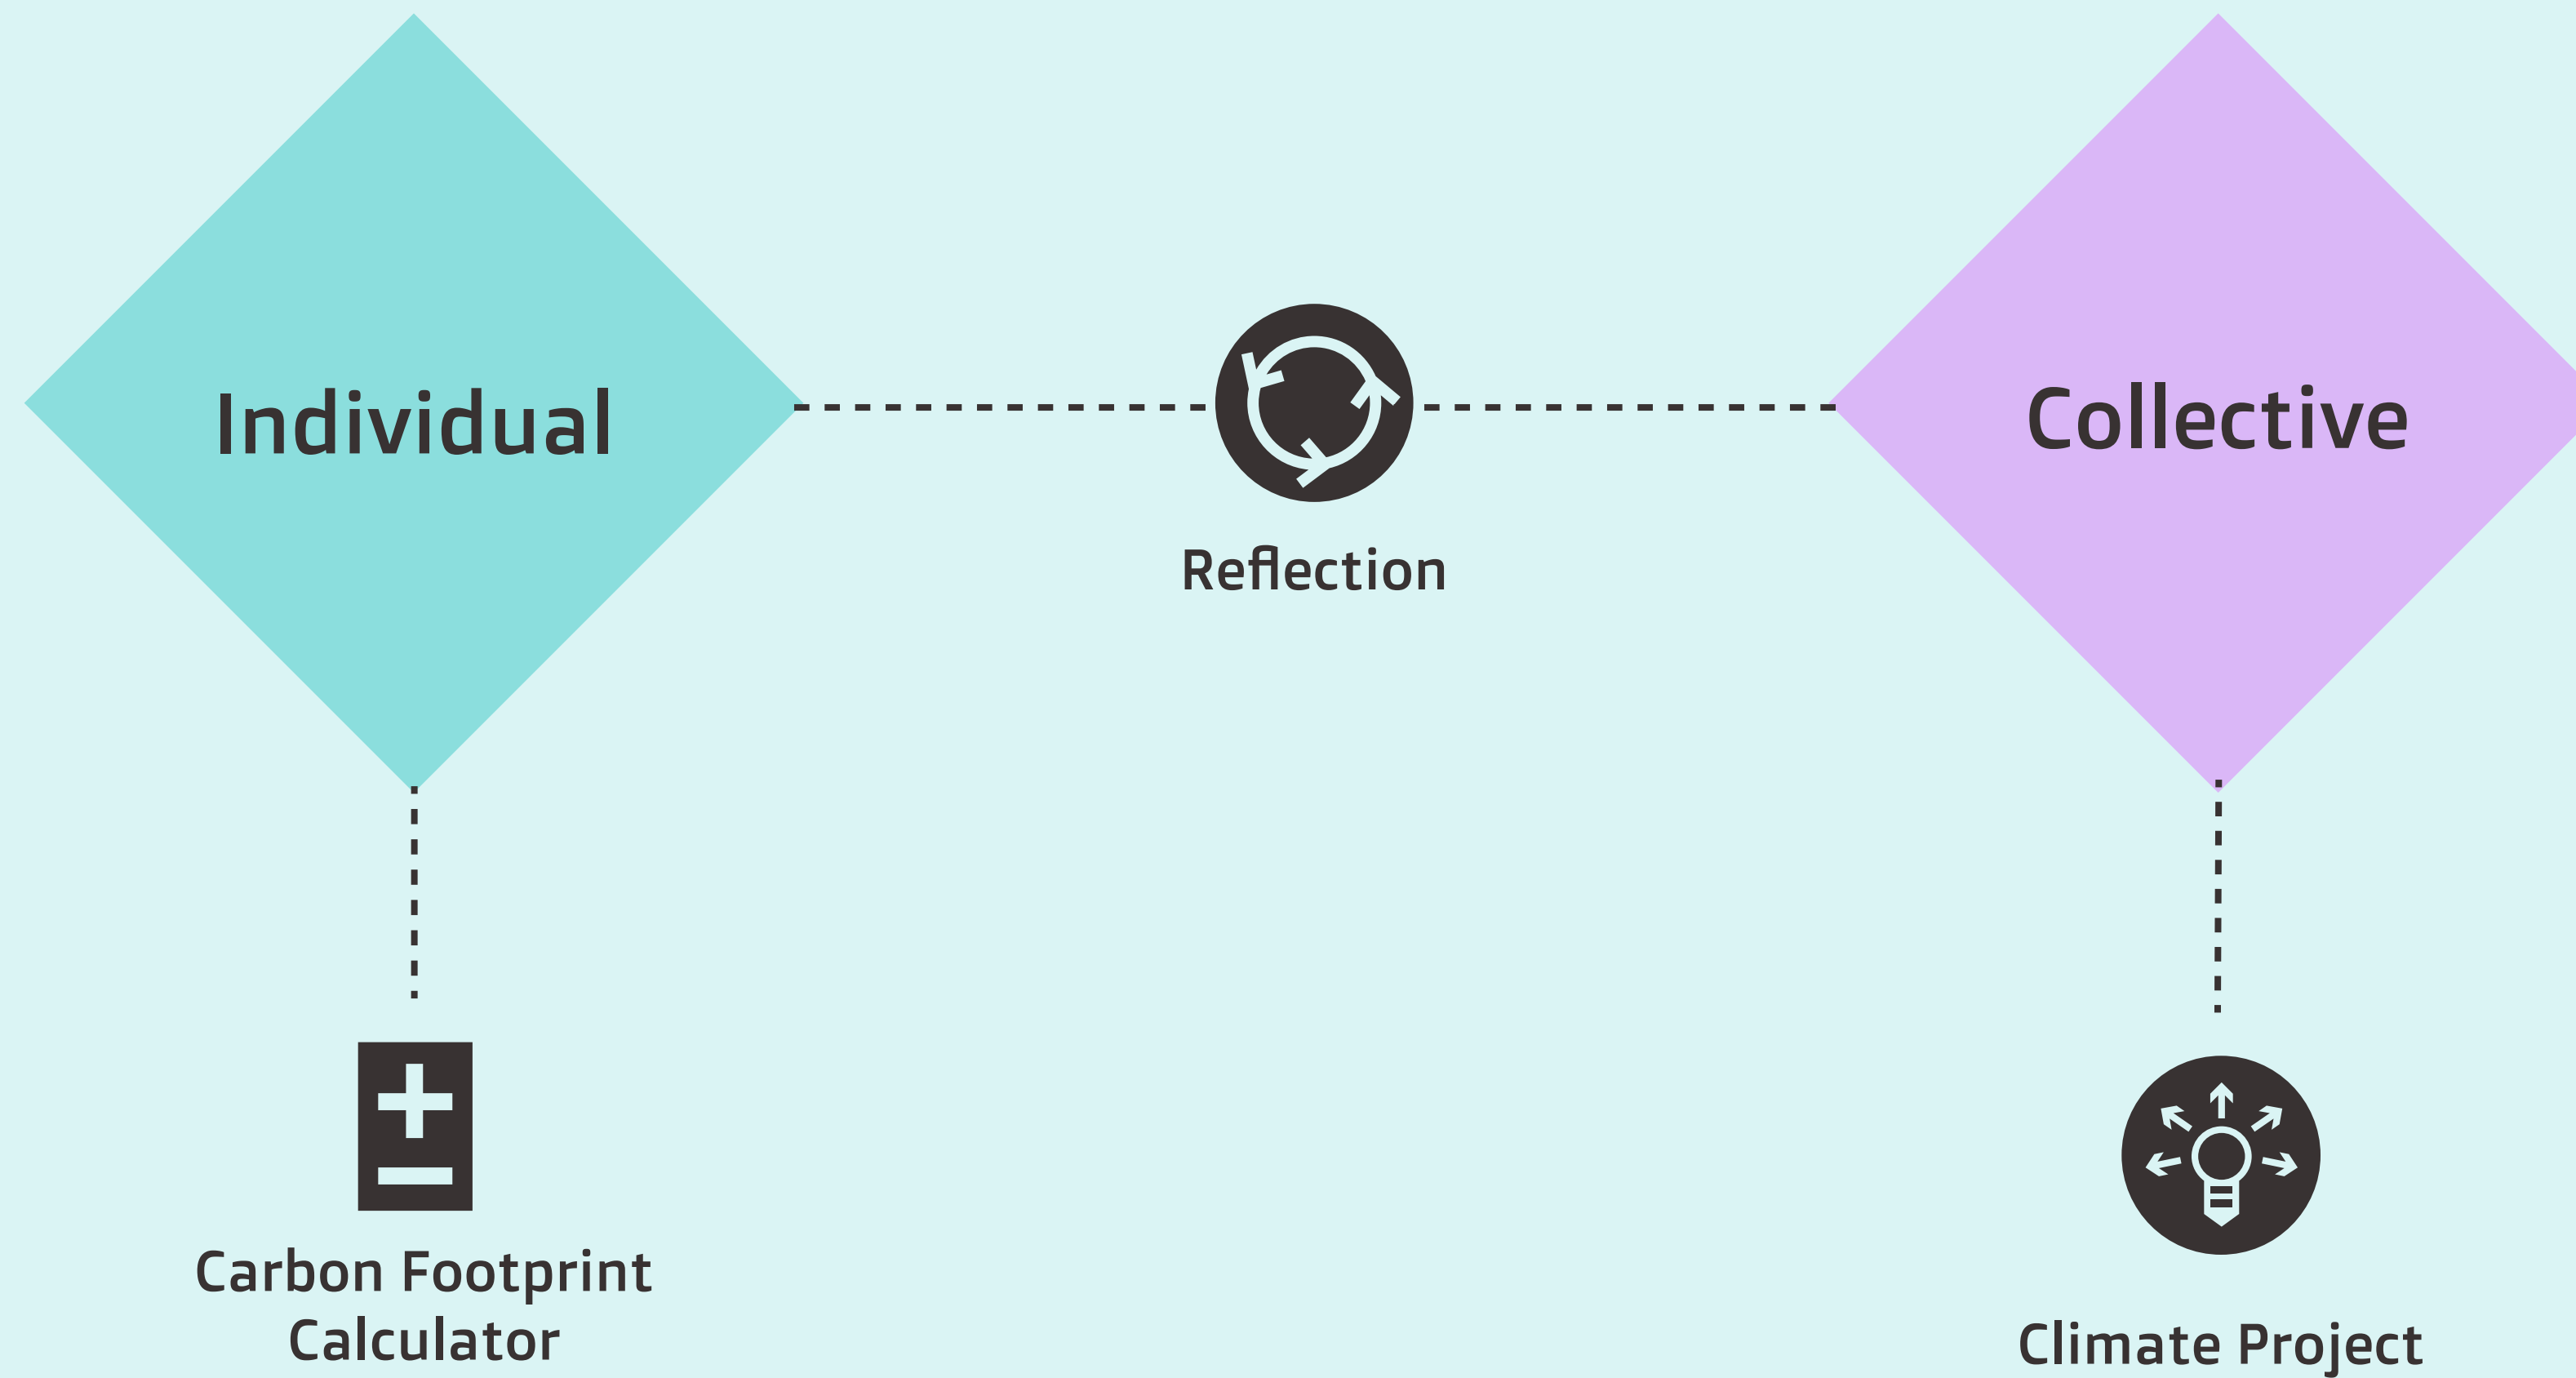 Individual
Collective
Reflection
Carbon Footprint
Calculator
Climate Project